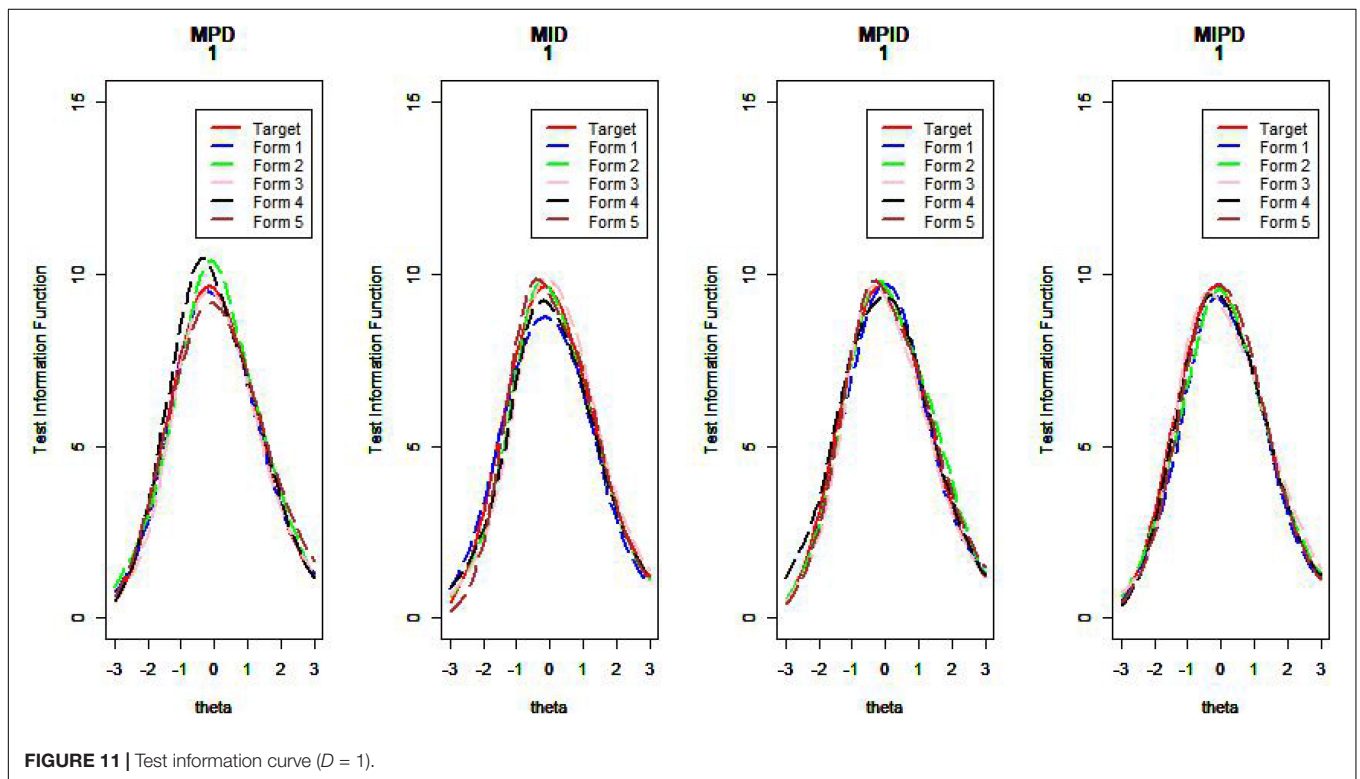 MPD
1
15
10
5
0
Test Information Function
Target
Form 1
Form 2
Form 3
Form 4
Form 5
-3 -2 -1 0 1 2 3
theta
MID
1
15
10
5
0
Test Information Function
Target
Form 1
Form 2
Form 3
Form 4
Form 5
-3 -2 -1 0 1 2 3
theta
MPID
1
15
10
5
0
Test Information Function
Target
Form 1
Form 2
Form 3
Form 4
Form 5
-3 -2 -1 0 1 2 3
theta
MIPD
1
15
10
5
0
Test Information Function
Target
Form 1
Form 2
Form 3
Form 4
Form 5
-3 -2 -1 0 1 2 3
theta
FIGURE 11 | Test information curve (D = 1).